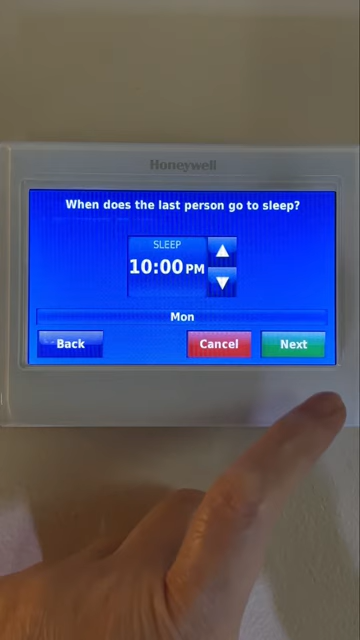 Honeywell
When does the last person go to sleep?
SLEEP
10:00 PM
Mon
Back
Cancel
Next